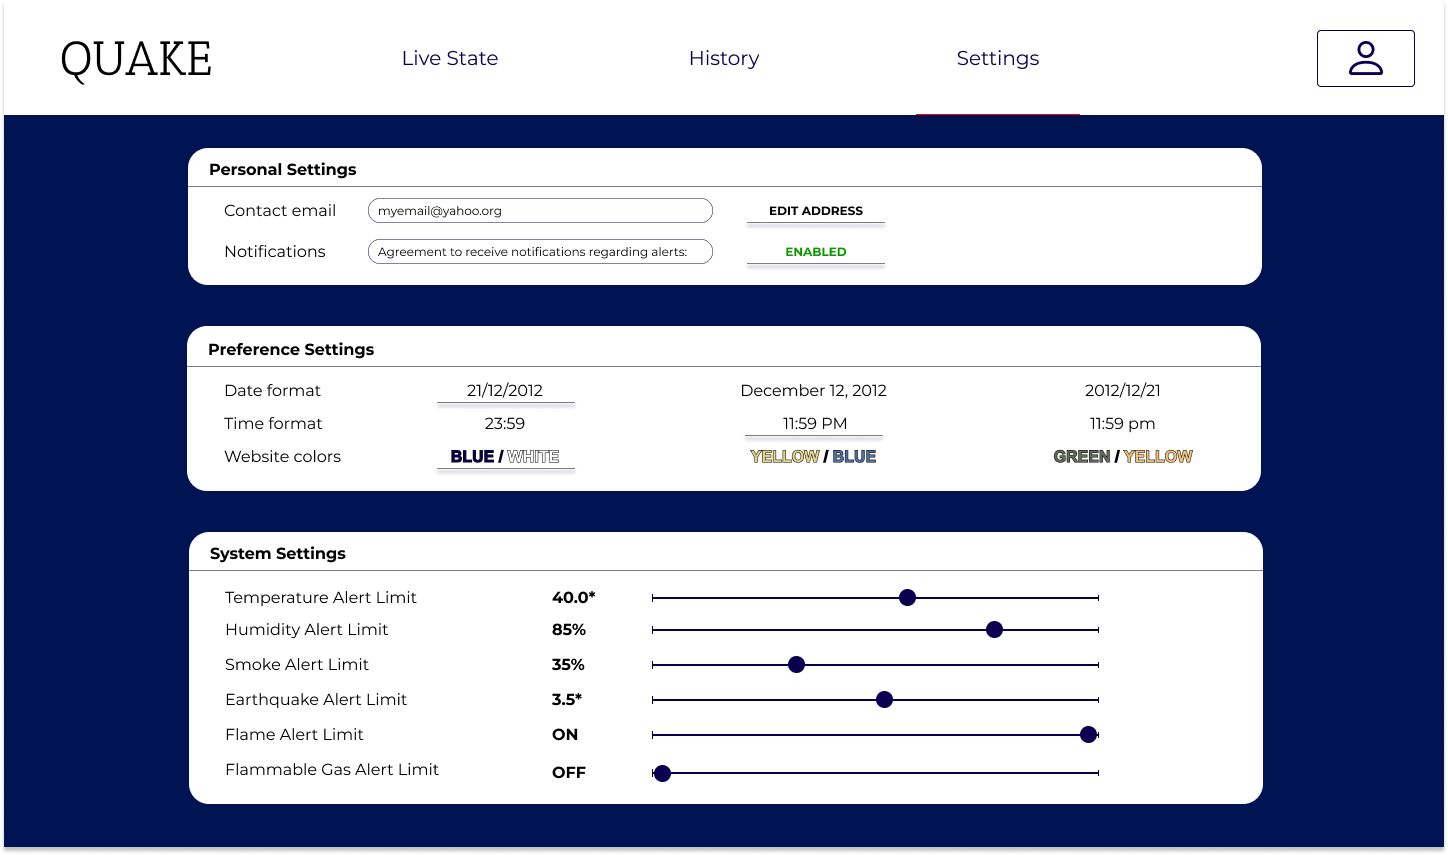 QUAKE Live State History Settings
Personal Settings
Contact email myemail@yahoo.org EDIT ADDRESS
Notifications Agreement to receive notifications regarding alerts: ENABLED
Preference Settings
Date format 21/12/2012 December 12, 2012 2012/12/21
Time format 23:59 11:59 PM 11:59 pm
Website colors BLUE / WHITE YELLOW / BLUE GREEN / YELLOW
System Settings
Temperature Alert Limit 40.0*
Humidity Alert Limit 85%
Smoke Alert Limit 35%
Earthquake Alert Limit 3.5*
Flame Alert Limit ON
Flammable Gas Alert Limit OFF